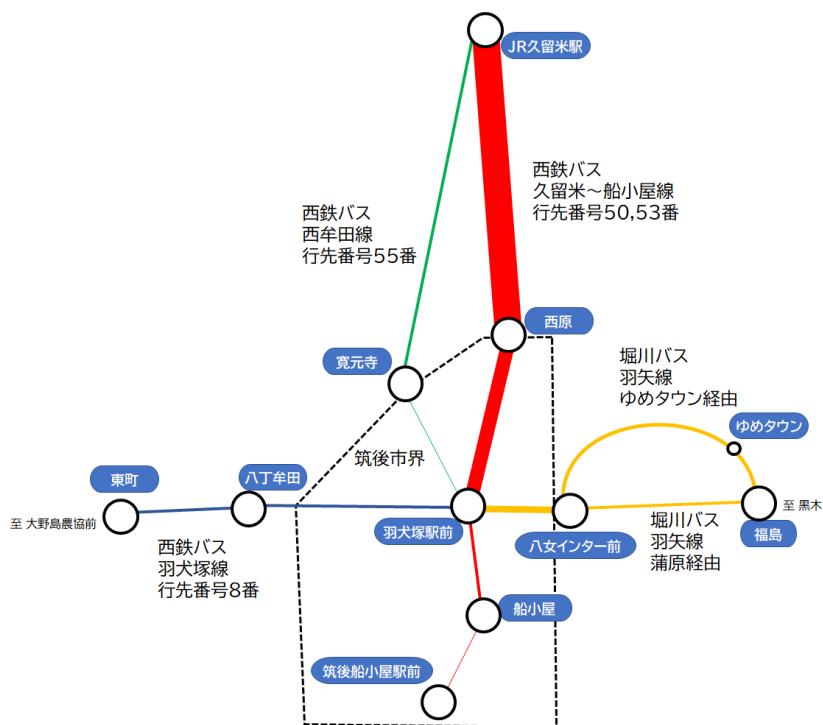 JR久留米駅
西鉄バス
久留米~船小屋線
行先番号50,53番
西鉄バス
西牟田線
行先番号55番
西原
寛元寺
堀川バス
羽矢線
ゆめタウン経由
ゆめタウン
筑後市界
東町
八丁牟田
至 大野島農協前
羽犬塚駅前
八女インター前
至 黒木
福島
西鉄バス
羽犬塚線
行先番号8番
堀川バス
羽矢線
蒲原経由
船小屋
筑後船小屋駅前